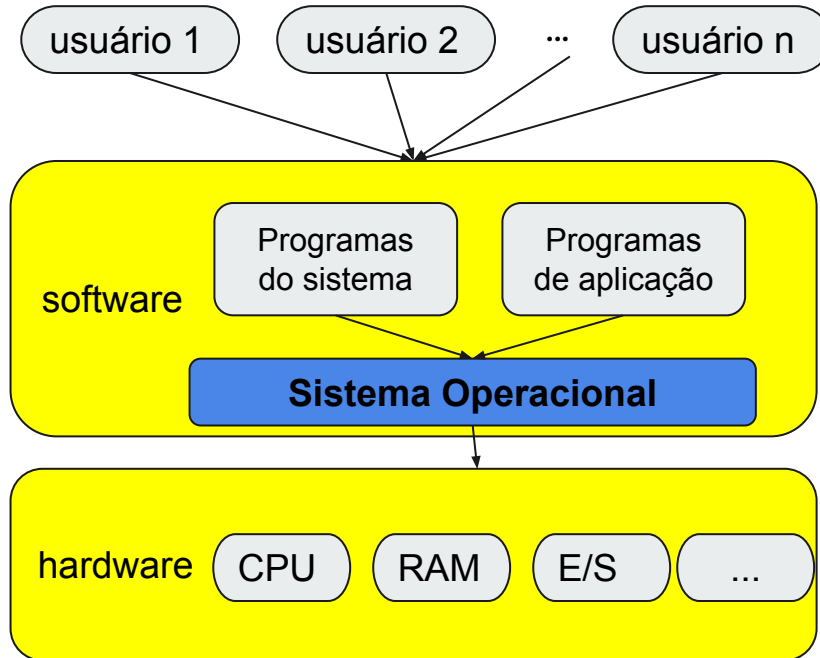 usuário 1
usuário 2
...
usuário n
Programas
do sistema
Programas
de aplicação
software
Sistema Operacional
hardware
CPU
RAM
E/S
...